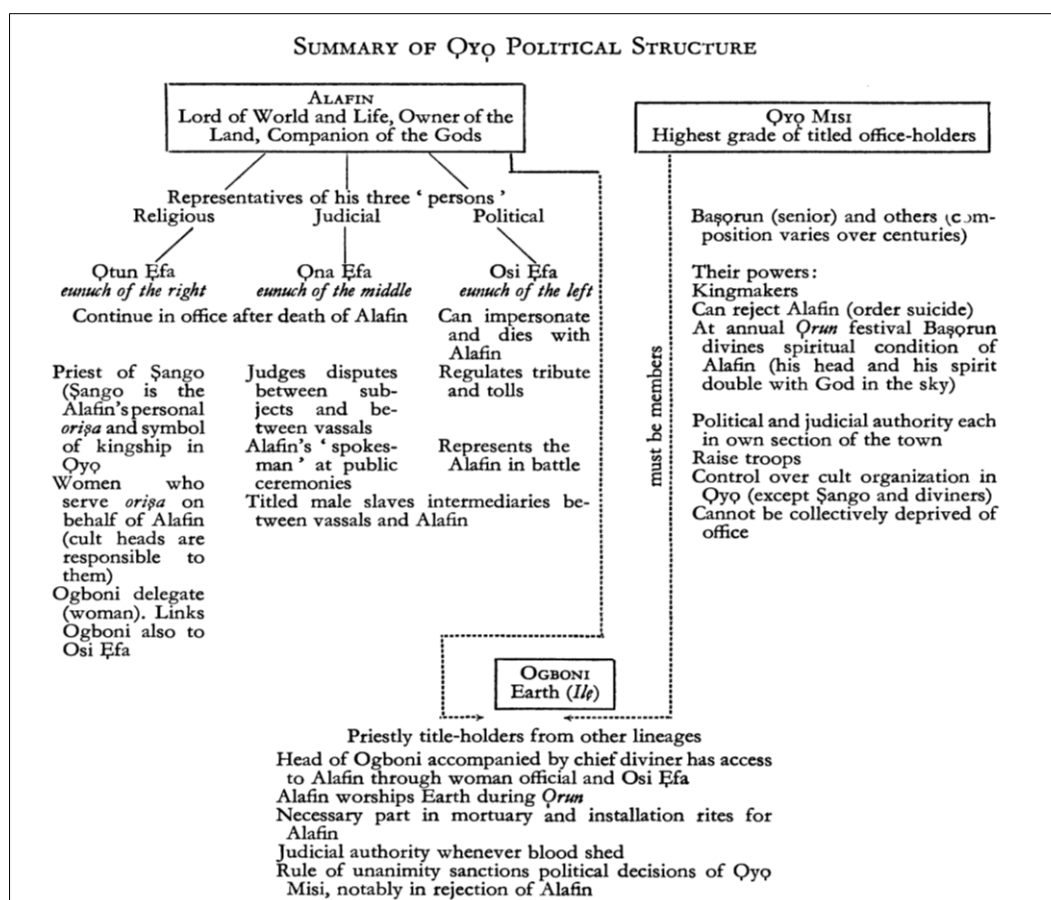 SUMMARY OF ỌYỌ POLITICAL STRUCTURE
ALAFIN
Lord of World and Life, Owner of the
Land, Companion of the Gods
Representatives of his three ‘ persons ’
Religious
Judicial
Political
Ọtun Ẹfa
eunuch of the right
Ọna Ẹfa
eunuch of the middle
Osi Ẹfa
eunuch of the left
Continue in office after death of Alafin
Can impersonate
and dies with
Alafin
Priest of Ṣango
(Ṣango is the
Alafin’s personal
oriṣa and symbol
of kingship in
Ọyọ
Women who
serve oriṣa on
behalf of Alafin
(cult heads are
responsible to
them)
Ogboni delegate
(woman). Links
Ogboni also to
Osi Ẹfa
Judges disputes
between sub-
jects and be-
tween vassals
Alafin’s ‘ spokes-
man ’ at public
ceremonies
Titled male slaves intermediaries be-
tween vassals and Alafin
Regulates tribute
and tolls
Represents the
Alafin in battle
ỌYỌ MISI
Highest grade of titled office-holders
Baṣọrun (senior) and others (com-
position varies over centuries)
Their powers:
Kingmakers
Can reject Alafin (order suicide)
At annual Ọrun festival Baṣọrun
divines spiritual condition of
Alafin (his head and his spirit
double with God in the sky)
Political and judicial authority each
in own section of the town
Raise troops
Control over cult organization in
Ọyọ (except Ṣango and diviners)
Cannot be collectively deprived of
office
must be members
OGBONI
Earth (Ilẹ)
Priestly title-holders from other lineages
Head of Ogboni accompanied by chief diviner has access
to Alafin through woman official and Osi Ẹfa
Alafin worships Earth during Ọrun
Necessary part in mortuary and installation rites for
Alafin
Judicial authority whenever blood shed
Rule of unanimity sanctions political decisions of Ọyọ
Misi, notably in rejection of Alafin